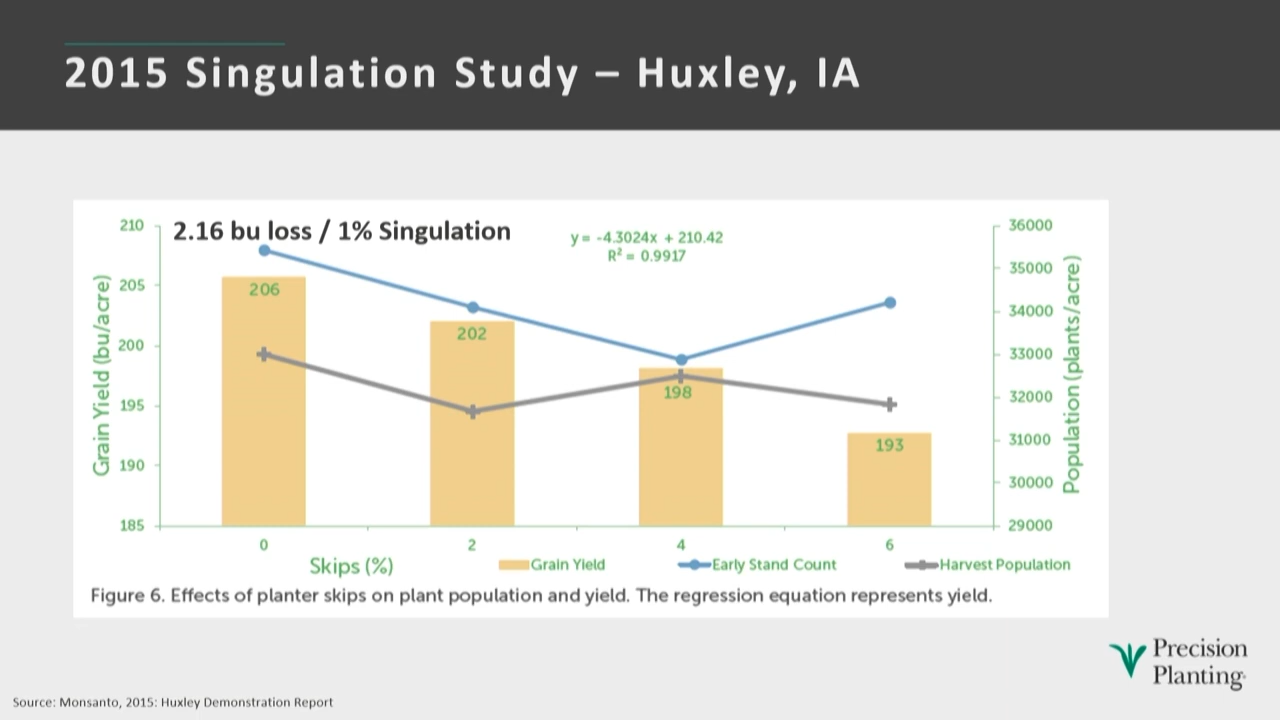 2015 Singulation Study – Huxley, IA
2.16 bu loss / 1% Singulation
y = -4.3024x + 210.42
R² = 0.9917
Grain Yield (bu/acre)
210
205
200
195
190
185
206
202
198
193
36000
35000
34000
33000
32000
31000
30000
29000
Population (plants/acre)
0 2 4 6
Skips (%) Grain Yield Early Stand Count Harvest Population
Figure 6. Effects of planter skips on plant population and yield. The regression equation represents yield.
Precision
Planting
Source: Monsanto, 2015: Huxley Demonstration Report